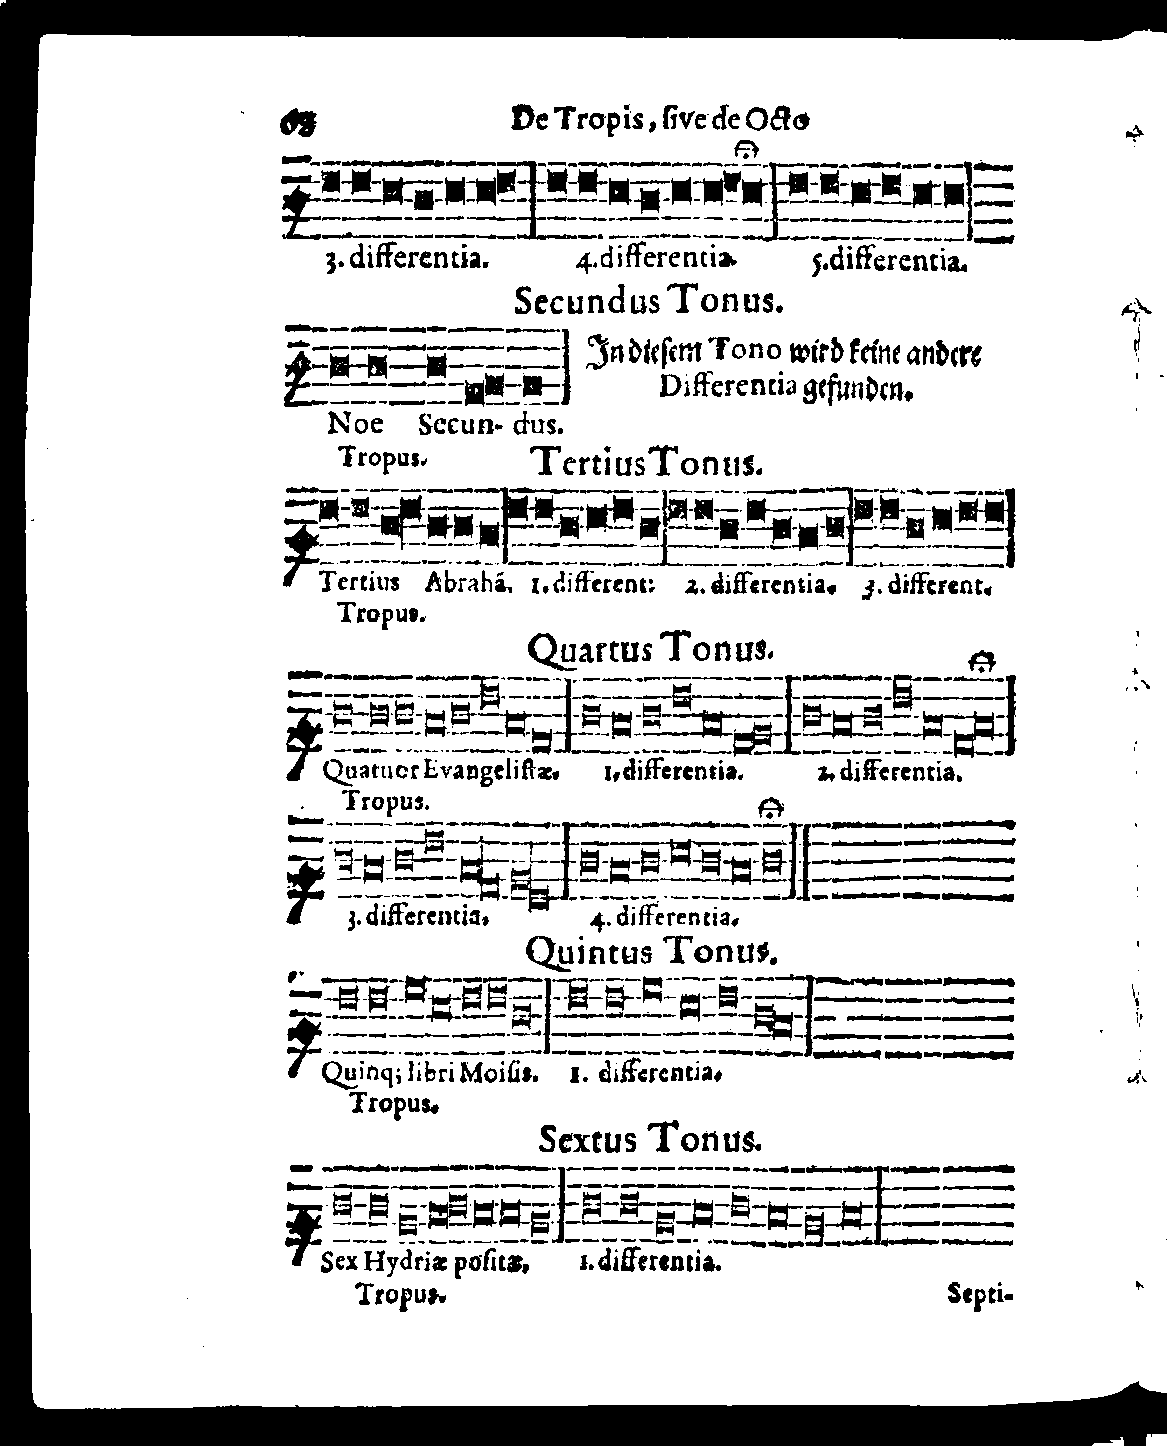 68 De Tropis, ſive de Octo
3. differentia. 4. differentia. 5. differentia.
Secundus Tonus.
In dieſem Tono wird keine andere
Differentia gefunden.
Noe Secun- dus.
Tropus.
Tertius Tonus.
Tertius Abrahã. 1. different: 2. differentia. 3. different.
Tropus.
Quartus Tonus.
Quatuor Evangeliſtæ. 1. differentia. 2. differentia.
Tropus.
3. differentia. 4. differentia.
Quintus Tonus.
Quinq; libri Moiſis. 1. differentia.
Tropus.
Sextus Tonus.
Sex Hydriæ poſitæ. 1. differentia.
Tropus.
Septi-